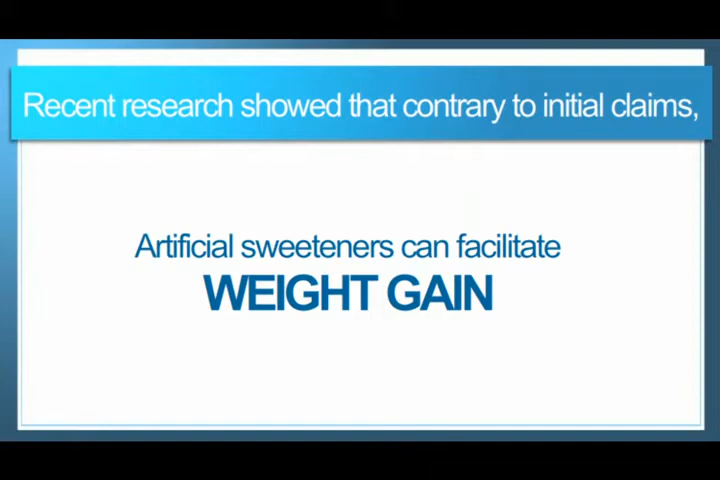 Recent research showed that contrary to initial claims,
Artificial sweeteners can facilitate
WEIGHT GAIN